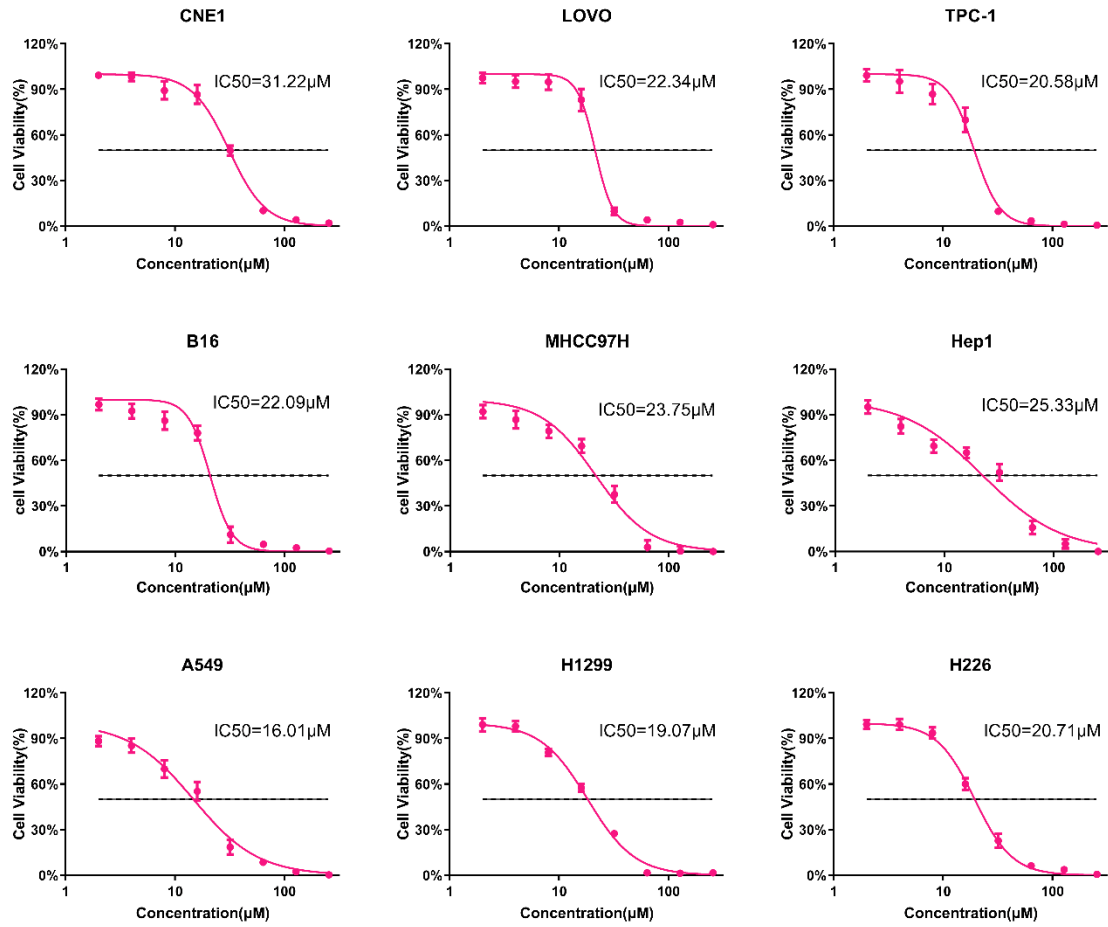 CNE1
120%
90%
60%
30%
0%
Cell Viability(%)
IC50=31.22μM
1 10 100
Concentration(μM)
LOVO
120%
90%
60%
30%
0%
Cell Viability(%)
IC50=22.34μM
1 10 100
Concentration(μM)
TPC-1
120%
90%
60%
30%
0%
Cell Viability(%)
IC50=20.58μM
1 10 100
Concentration(μM)
B16
120%
90%
60%
30%
0%
cell Viability(%)
IC50=22.09μM
1 10 100
Concentration(μM)
MHCC97H
120%
90%
60%
30%
0%
Cell Viability(%)
IC50=23.75μM
1 10 100
Concentration(μM)
Hep1
120%
90%
60%
30%
0%
cell Viability(%)
IC50=25.33μM
1 10 100
Concentration(μM)
A549
120%
90%
60%
30%
0%
Cell Viability(%)
IC50=16.01μM
1 10 100
Concentration(μM)
H1299
120%
90%
60%
30%
0%
Cell Viability(%)
IC50=19.07μM
1 10 100
Concentration(μM)
H226
120%
90%
60%
30%
0%
Cell Viability(%)
IC50=20.71μM
1 10 100
Concentration(μM)